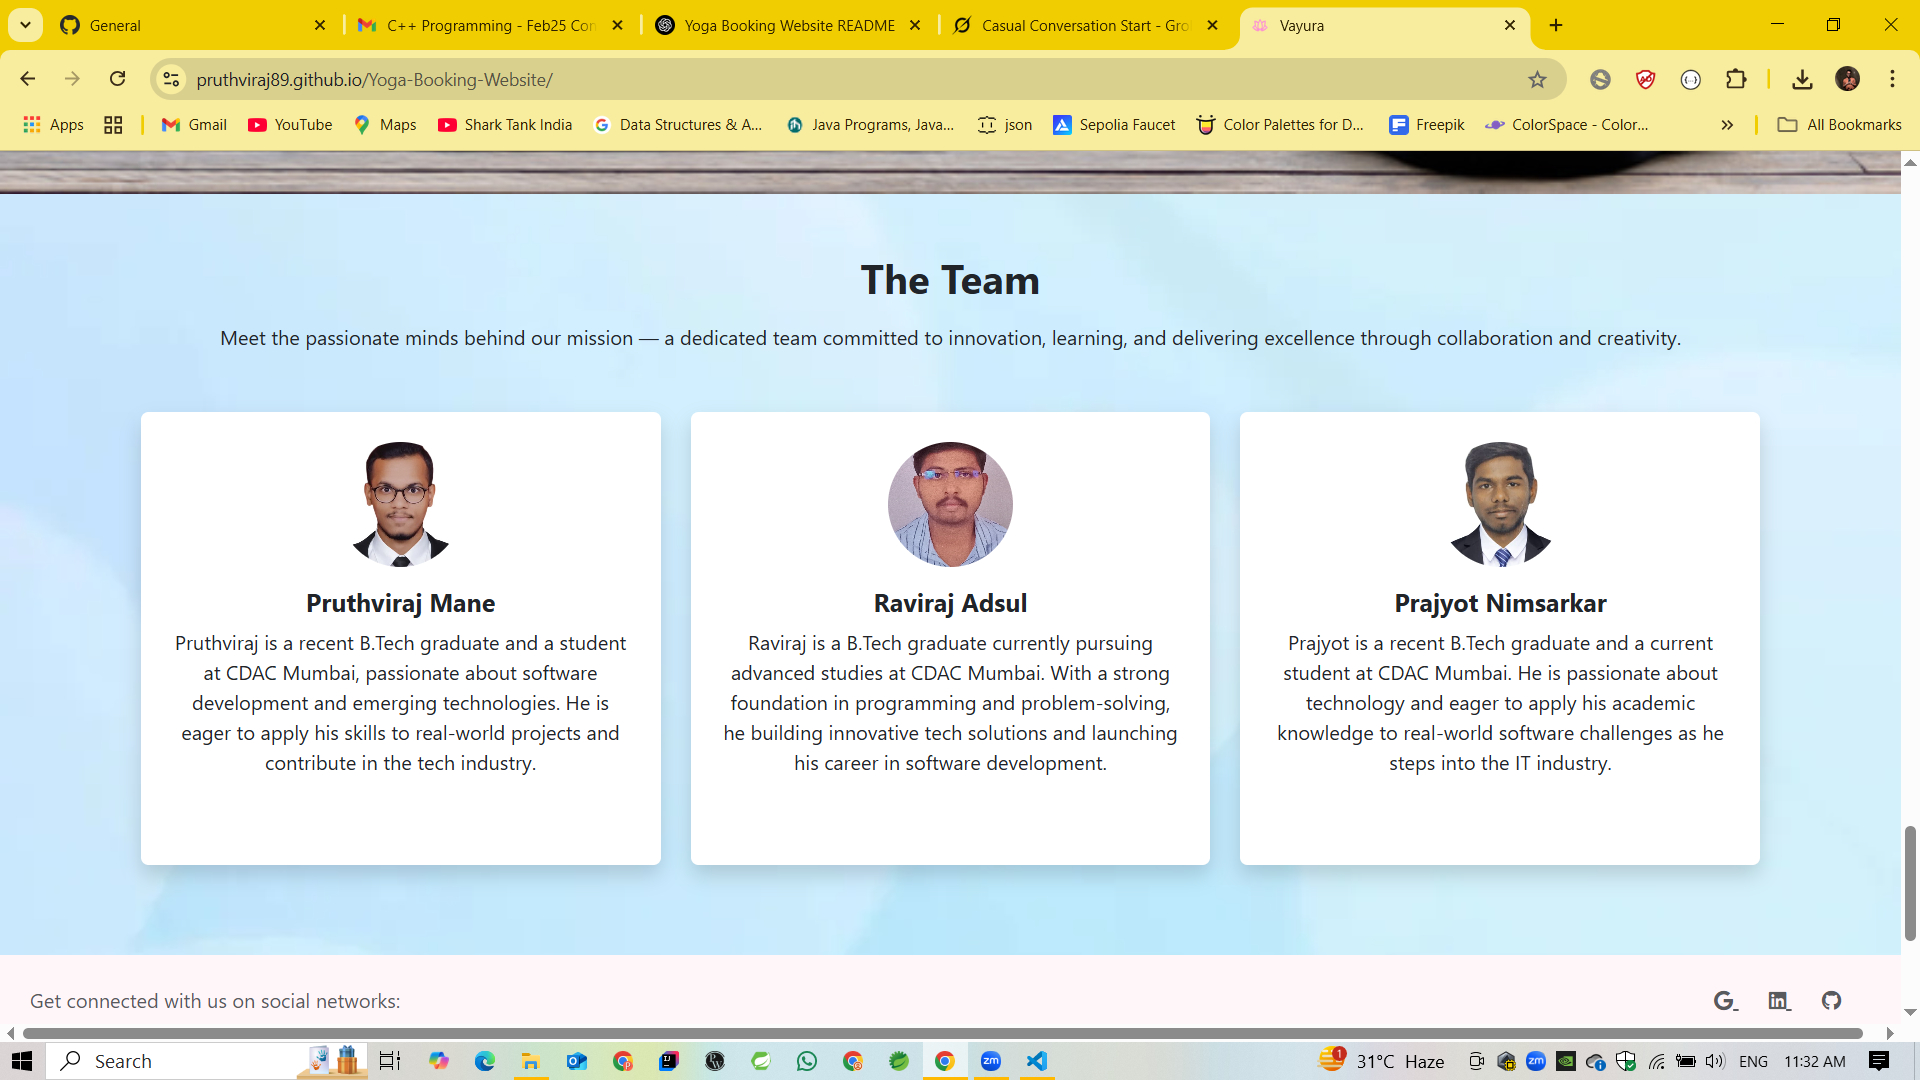 General
C++ Programming - Feb25 Con
Yoga Booking Website README
Casual Conversation Start - Gro
Vayura
pruthviraj89.github.io/Yoga-Booking-Website/
Apps
Gmail
YouTube
Maps
Shark Tank India
Data Structures & A...
Java Programs, Java...
json
Sepolia Faucet
Color Palettes for D...
Freepik
ColorSpace - Color...
All Bookmarks
The Team
Meet the passionate minds behind our mission — a dedicated team committed to innovation, learning, and delivering excellence through collaboration and creativity.
Pruthviraj Mane
Pruthviraj is a recent B.Tech graduate and a student
at CDAC Mumbai, passionate about software
development and emerging technologies. He is
eager to apply his skills to real-world projects and
contribute in the tech industry.
Raviraj Adsul
Raviraj is a B.Tech graduate currently pursuing
advanced studies at CDAC Mumbai. With a strong
foundation in programming and problem-solving,
he building innovative tech solutions and launching
his career in software development.
Prajyot Nimsarkar
Prajyot is a recent B.Tech graduate and a current
student at CDAC Mumbai. He is passionate about
technology and eager to apply his academic
knowledge to real-world software challenges as he
steps into the IT industry.
Get connected with us on social networks:
Search
31°C Haze
ENG
11:32 AM